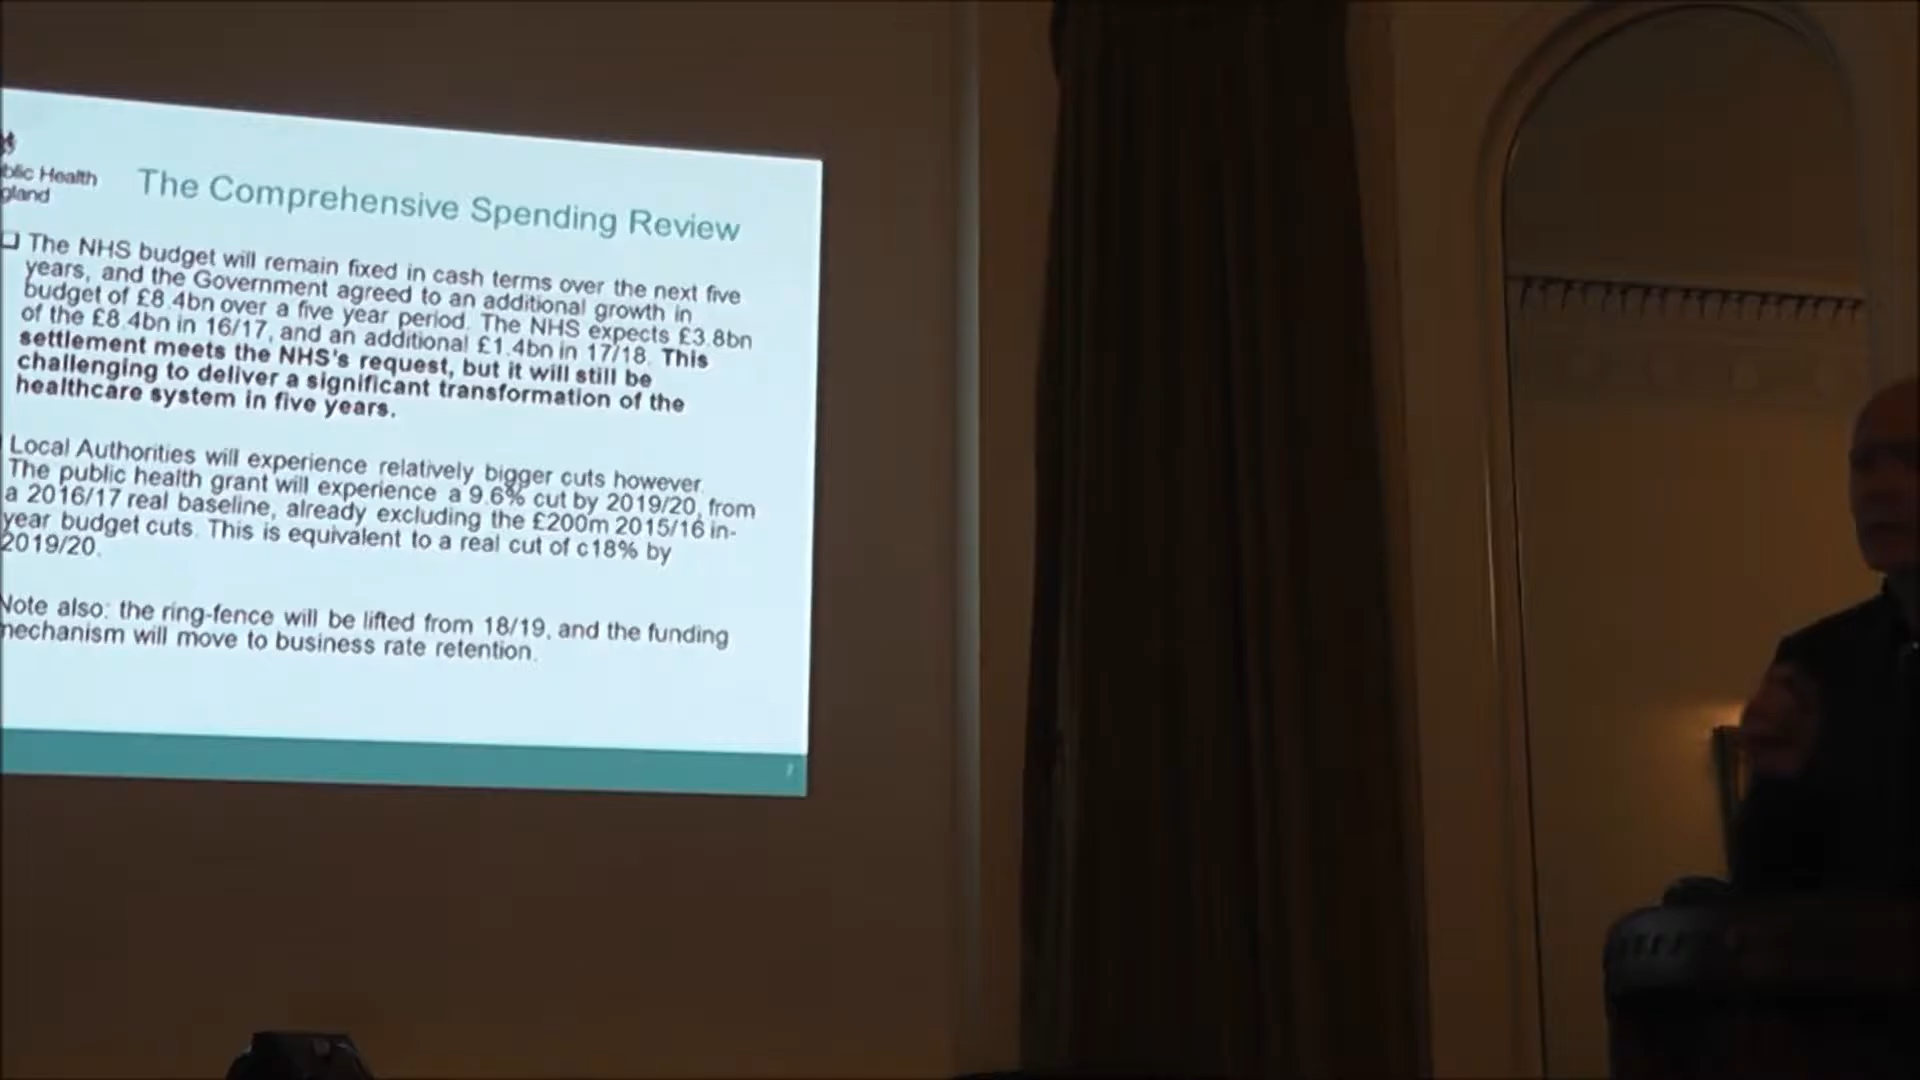 blic Health
gland
The Comprehensive Spending Review
The NHS budget will remain fixed in cash terms over the next five
years, and the Government agreed to an additional growth in
budget of £8.4bn over a five year period. The NHS expects £3.8bn
of the £8.4bn in 16/17, and an additional £1.4bn in 17/18. This
settlement meets the NHS's request, but it will still be
challenging to deliver a significant transformation of the
healthcare system in five years.
Local Authorities will experience relatively bigger cuts however.
The public health grant will experience a 9.6% cut by 2019/20, from
a 2016/17 real baseline, already excluding the £200m 2015/16 in-
year budget cuts. This is equivalent to a real cut of c18% by
2019/20.
Note also: the ring-fence will be lifted from 18/19, and the funding
mechanism will move to business rate retention.